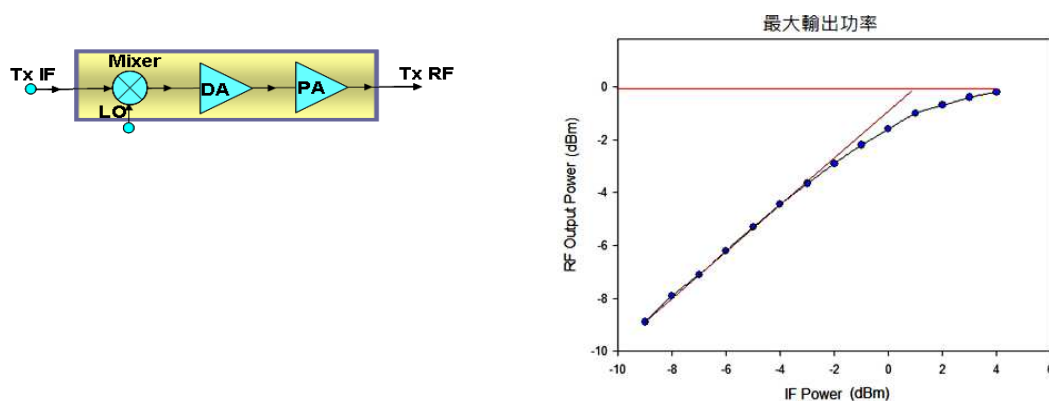 Mixer
Tx IF
DA
PA
Tx RF
LO
最大輸出功率
RF Output Power (dBm)
0
-2
-4
-6
-8
-10
-10 -8 -6 -4 -2 0 2 4 6
IF Power (dBm)